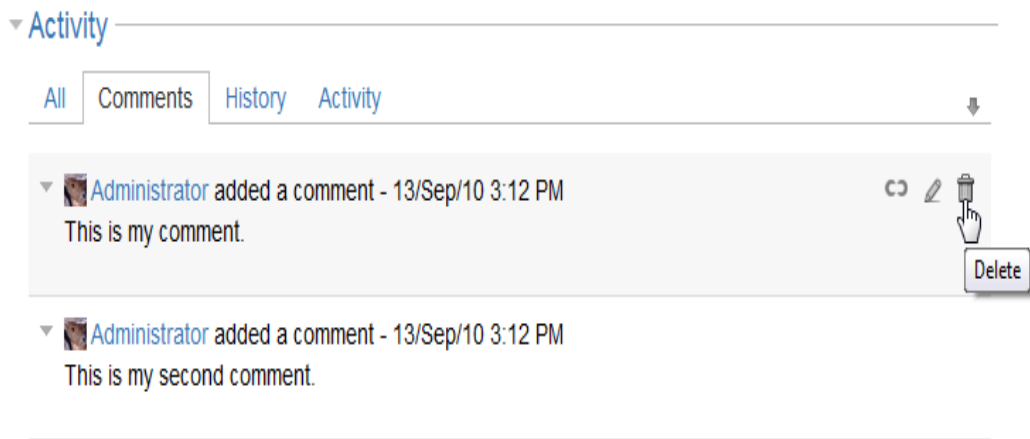 Activity
All Comments History Activity
Administrator added a comment - 13/Sep/10 3:12 PM
This is my comment.
Delete
Administrator added a comment - 13/Sep/10 3:12 PM
This is my second comment.